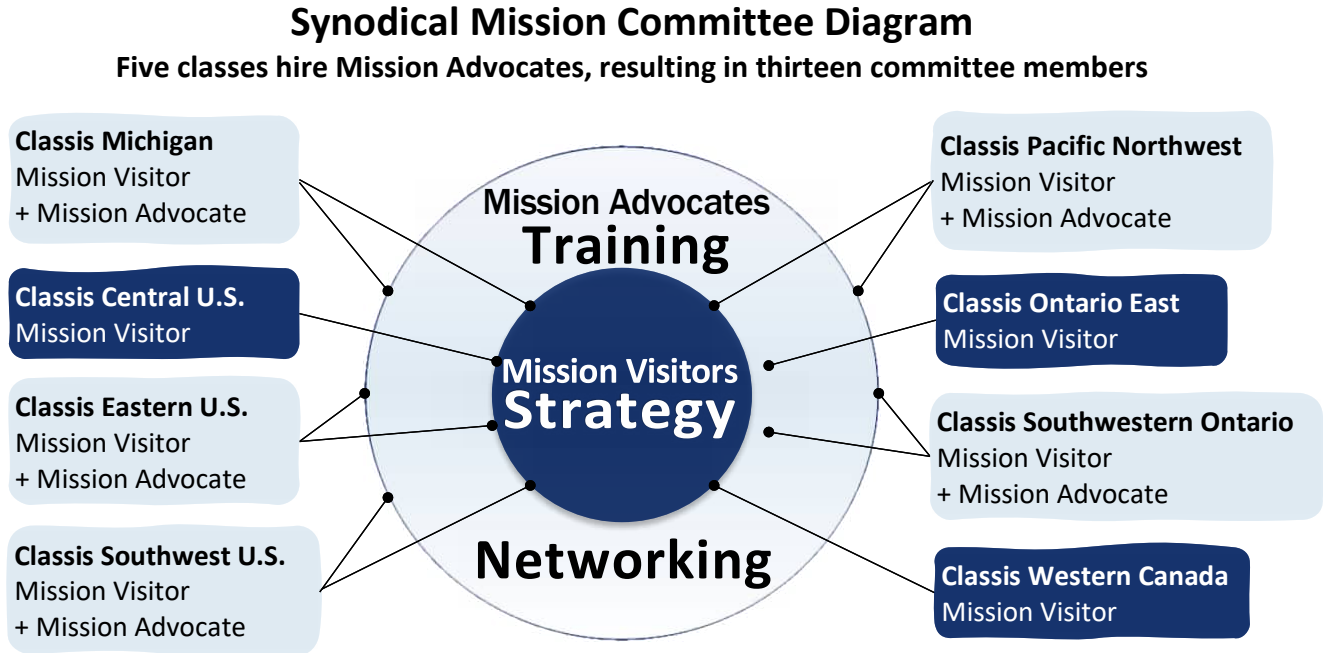 Synodical Mission Committee Diagram
Five classes hire Mission Advocates, resulting in thirteen committee members
Classis Michigan
Mission Visitor
+ Mission Advocate
Classis Central U.S.
Mission Visitor
Classis Eastern U.S.
Mission Visitor
+ Mission Advocate
Classis Southwest U.S.
Mission Visitor
+ Mission Advocate
Mission Advocates
Training
Mission Visitors
Strategy
Networking
Classis Pacific Northwest
Mission Visitor
+ Mission Advocate
Classis Ontario East
Mission Visitor
Classis Southwestern Ontario
Mission Visitor
+ Mission Advocate
Classis Western Canada
Mission Visitor